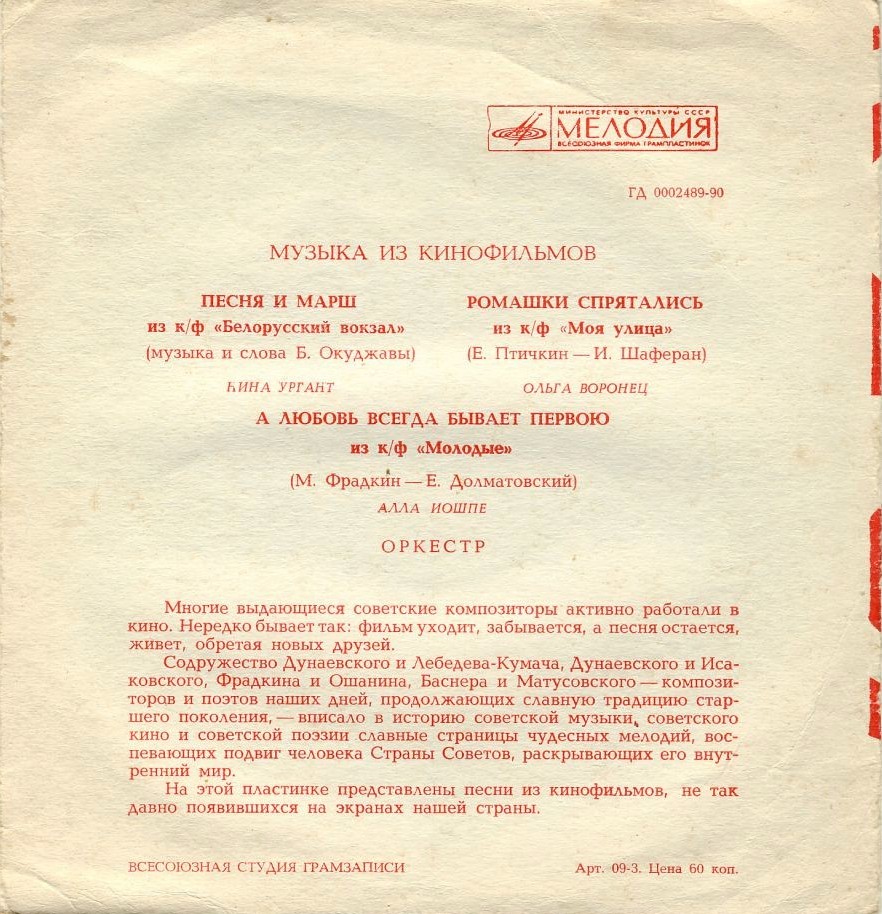 МИНИСТЕРСТВО КУЛЬТУРЫ СССР
МЕЛОДИЯ
ВСЕСОЮЗНАЯ ФИРМА ГРАМПЛАСТИНОК
ГД 0002489-90
МУЗЫКА ИЗ КИНОФИЛЬМОВ
ПЕСНЯ И МАРШ
из к/ф «Белорусский вокзал»
(музыка и слова Б. Окуджавы)
НИНА УРГАНТ
РОМАШКИ СПРЯТАЛИСЬ
из к/ф «Моя улица»
(Е. Птичкин — И. Шаферан)
ОЛЬГА ВОРОНЕЦ
А ЛЮБОВЬ ВСЕГДА БЫВАЕТ ПЕРВОЮ
из к/ф «Молодые»
(М. Фрадкин — Е. Долматовский)
АЛЛА ИОШПЕ
ОРКЕСТР
Многие выдающиеся советские композиторы активно работали в
кино. Нередко бывает так: фильм уходит, забывается, а песня остается,
живет, обретая новых друзей.
Содружество Дунаевского и Лебедева-Кумача, Дунаевского и Иса-
ковского, Фрадкина и Ошанина, Баснера и Матусовского — компози-
торов и поэтов наших дней, продолжающих славную традицию стар-
шего поколения, — вписало в историю советской музыки, советского
кино и советской поэзии славные страницы чудесных мелодий, вос-
певающих подвиг человека Страны Советов, раскрывающих его внут-
ренний мир.
На этой пластинке представлены песни из кинофильмов, не так
давно появившихся на экранах нашей страны.
ВСЕСОЮЗНАЯ СТУДИЯ ГРАМЗАПИСИ
Арт. 09-3. Цена 60 коп.